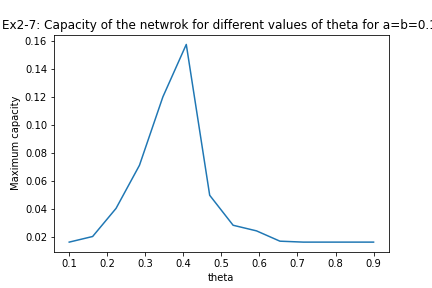 Ex2-7: Capacity of the netwrok for different values of theta for a=b=0.1
0.16
0.14
0.12
0.10
0.08
0.06
0.04
0.02
Maximum capacity
0.1 0.2 0.3 0.4 0.5 0.6 0.7 0.8 0.9
theta